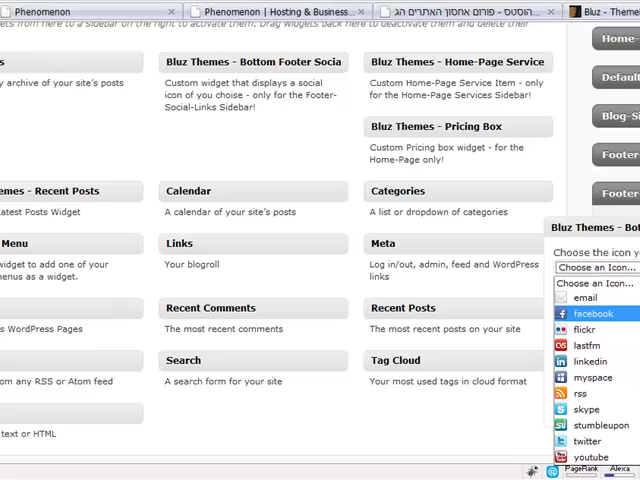 Phenomenon
Phenomenon | Hosting & Business...
הוסטס - פורום אחסון האתרים הג...
Bluz - Theme
from here to a sidebar on the right to activate them. Drag widgets back here to deactivate them and delete their
Home-
s
Bluz Themes - Bottom Footer Socia
Bluz Themes - Home-Page Service
y archive of your site's posts
Custom widget that displays a social
icon of you choise - only for the Footer-
Social-Links Sidebar!
Custom Home-Page Service Item - only
for the Home-Page Services Sidebar!
Default
Blog-Si
Bluz Themes - Pricing Box
Custom Pricing box widget - for the
Home-Page only!
Footer-
Footer-
emes - Recent Posts
Calendar
Categories
atest Posts Widget
A calendar of your site's posts
A list or dropdown of categories
Menu
Links
Meta
widget to add one of your
menus as a widget.
Your blogroll
Log in/out, admin, feed and WordPress
links
Recent Comments
Recent Posts
s WordPress Pages
The most recent comments
The most recent posts on your site
Search
Tag Cloud
om any RSS or Atom feed
A search form for your site
Your most used tags in cloud format
text or HTML
Bluz Themes - Bot
Choose the icon yo
Choose an Icon...
Choose an Icon...
email
facebook
flickr
lastfm
linkedin
myspace
rss
skype
stumbleupon
twitter
youtube
PageRank
Alexa